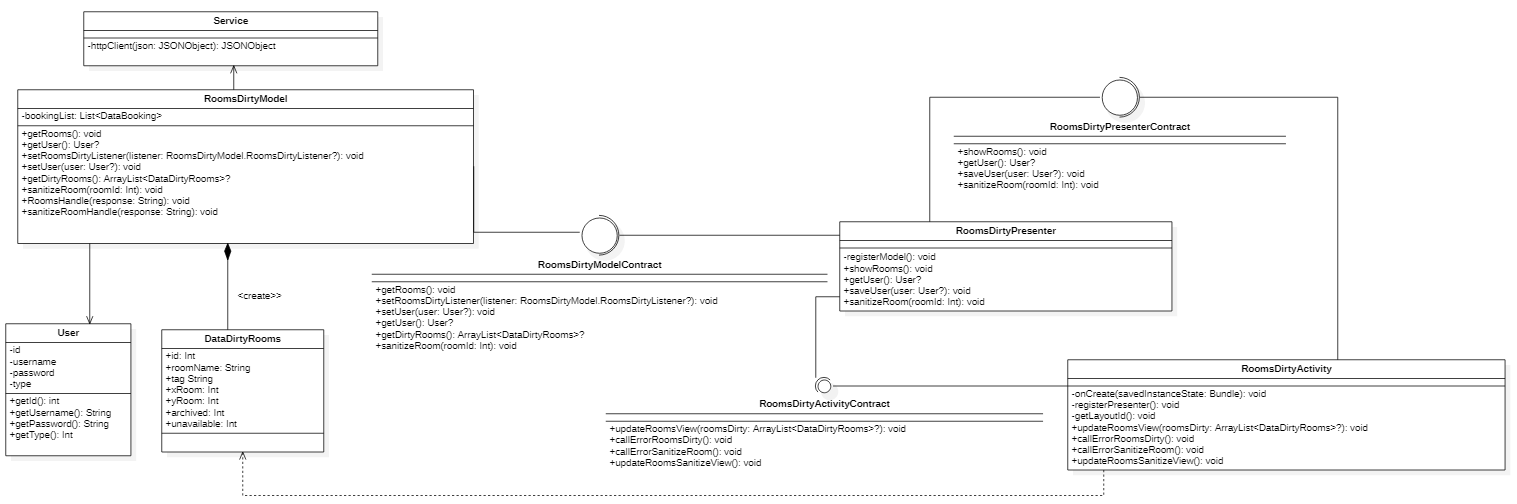 Service
-httpClient(json: JSONObject): JSONObject
RoomsDirtyModel
-bookingList: List<DataBooking>
+getRooms(): void
+getUser(): User?
+setRoomsDirtyListener(listener: RoomsDirtyModel.RoomsDirtyListener?): void
+setUser(user: User?): void
+getDirtyRooms(): ArrayList<DataDirtyRooms>?
+sanitizeRoom(roomId: Int): void
+RoomsHandle(response: String): void
+sanitizeRoomHandle(response: String): void
RoomsDirtyPresenterContract
+showRooms(): void
+getUser(): User?
+saveUser(user: User?): void
+sanitizeRoom(roomId: Int): void
RoomsDirtyModelContract
+getRooms(): void
+setRoomsDirtyListener(listener: RoomsDirtyModel.RoomsDirtyListener?): void
+setUser(user: User?): void
+getUser(): User?
+getDirtyRooms(): ArrayList<DataDirtyRooms>?
+sanitizeRoom(roomId: Int): void
RoomsDirtyPresenter
-registerModel(): void
+showRooms(): void
+getUser(): User?
+saveUser(user: User?): void
+sanitizeRoom(roomId: Int): void
<create>>
User
-id
-username
-password
-type
+getId(): int
+getUsername(): String
+getPassword(): String
+getType(): Int
DataDirtyRooms
+id: Int
+roomName: String
+tag String
+xRoom: Int
+yRoom: Int
+archived: Int
+unavailable: Int
RoomsDirtyActivityContract
+updateRoomsView(roomsDirty: ArrayList<DataDirtyRooms>?): void
+callErrorRoomsDirty(): void
+callErrorSanitizeRoom(): void
+updateRoomsSanitizeView(): void
RoomsDirtyActivity
-onCreate(savedInstanceState: Bundle): void
-registerPresenter(): void
-getLayoutId(): void
+updateRoomsView(roomsDirty: ArrayList<DataDirtyRooms>?): void
+callErrorRoomsDirty(): void
+callErrorSanitizeRoom(): void
+updateRoomsSanitizeView(): void